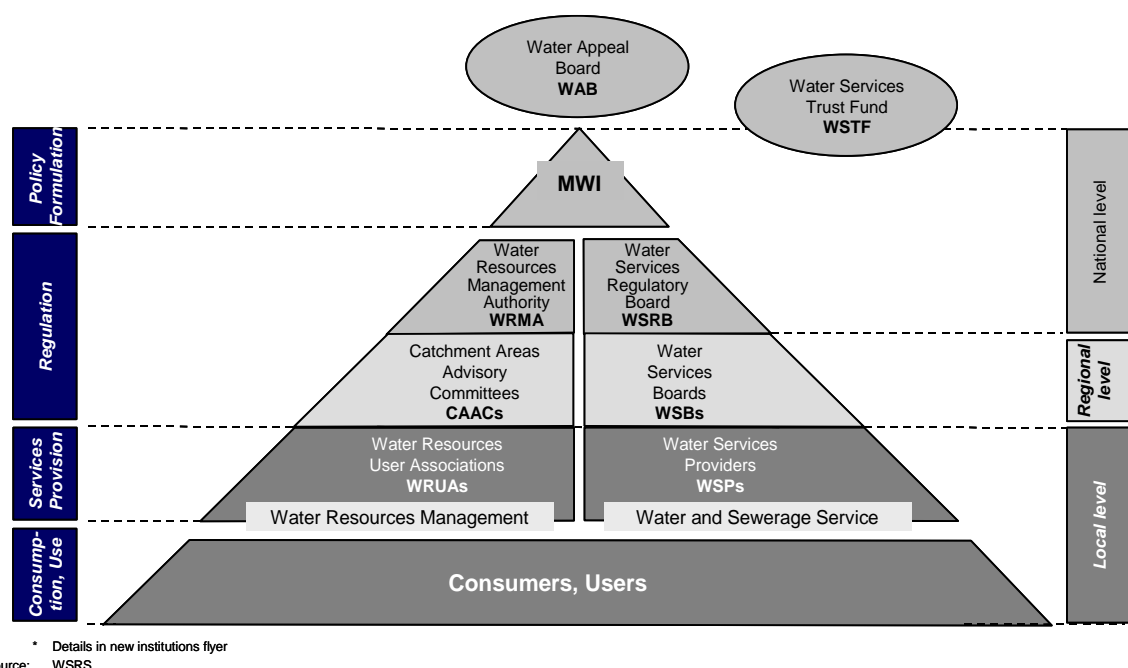 Water Appeal
Board
WAB
Water Services
Trust Fund
WSTF
Policy
Formulation
MWI
National level
Regulation
Water
Resources
Management
Authority
WRMA
Water
Services
Regulatory
Board
WSRB
Catchment Areas
Advisory
Committees
CAACs
Water
Services
Boards
WSBs
Regional
level
Services
Provision
Water Resources
User Associations
WRUAs
Water Services
Providers
WSPs
Water Resources Management
Water and Sewerage Service
Local level
Consump-
tion, Use
Consumers, Users
* Details in new institutions flyer
ource: WSRS